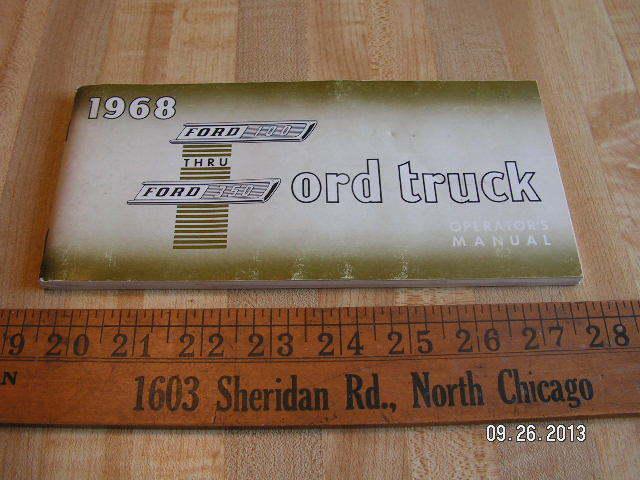 1968
FORD 100
THRU
FORD 350
ord truck
OPERATOR'S
MANUAL
9 20 21 22 23 24 25 26 27 28
N
1603 Sheridan Rd., North Chicago
09.26.2013